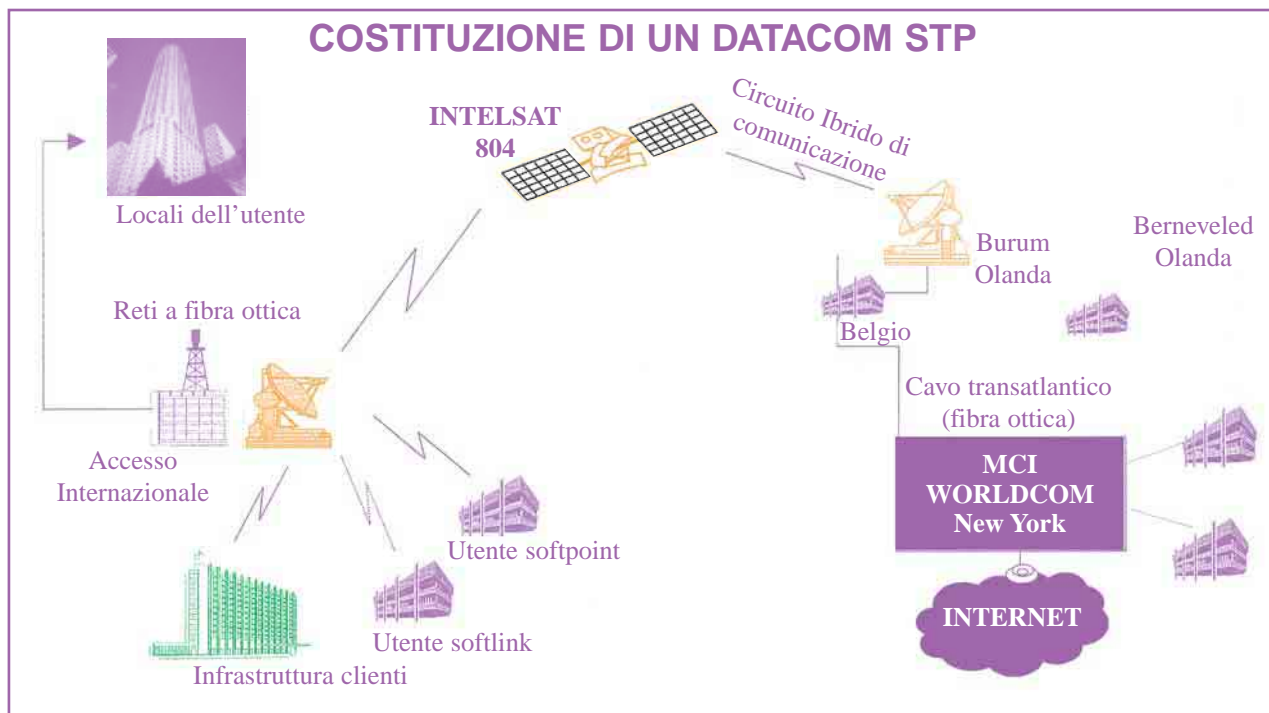 COSTITUZIONE DI UN DATACOM STP
INTELSAT
804
Circuito Ibrido di
comunicazione
Locali dell’utente
Burum
Olanda
Berneveled
Olanda
Reti a fibra ottica
Belgio
Cavo transatlantico
(fibra ottica)
Accesso
Internazionale
MCI
WORLDCOM
New York
Utente softpoint
INTERNET
Utente softlink
Infrastruttura clienti